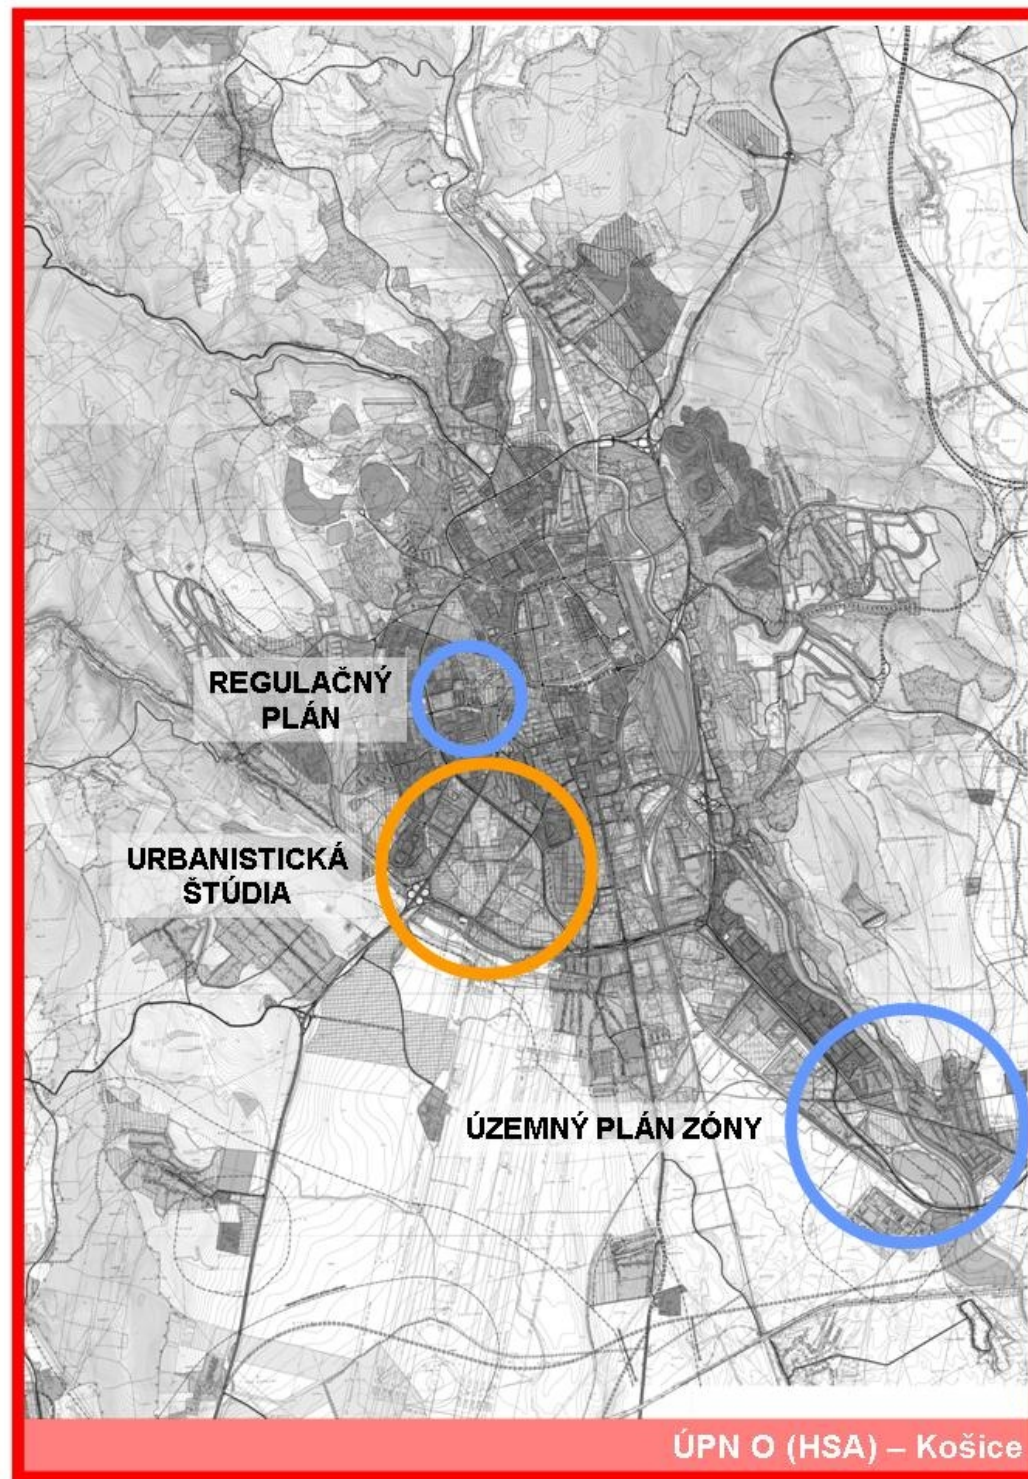 REGULAČNÝ
PLÁN
URBANISTICKÁ
ŠTÚDIA
ÚZEMNÝ PLÁN ZÓNY
ÚPN O (HSA) – Košice